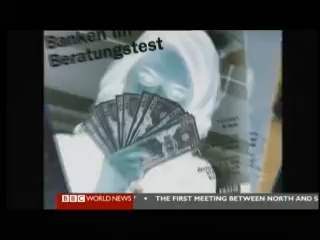 Banken im
Beratungstest
BBC WORLD NEWS
• THE FIRST MEETING BETWEEN NORTH AND S